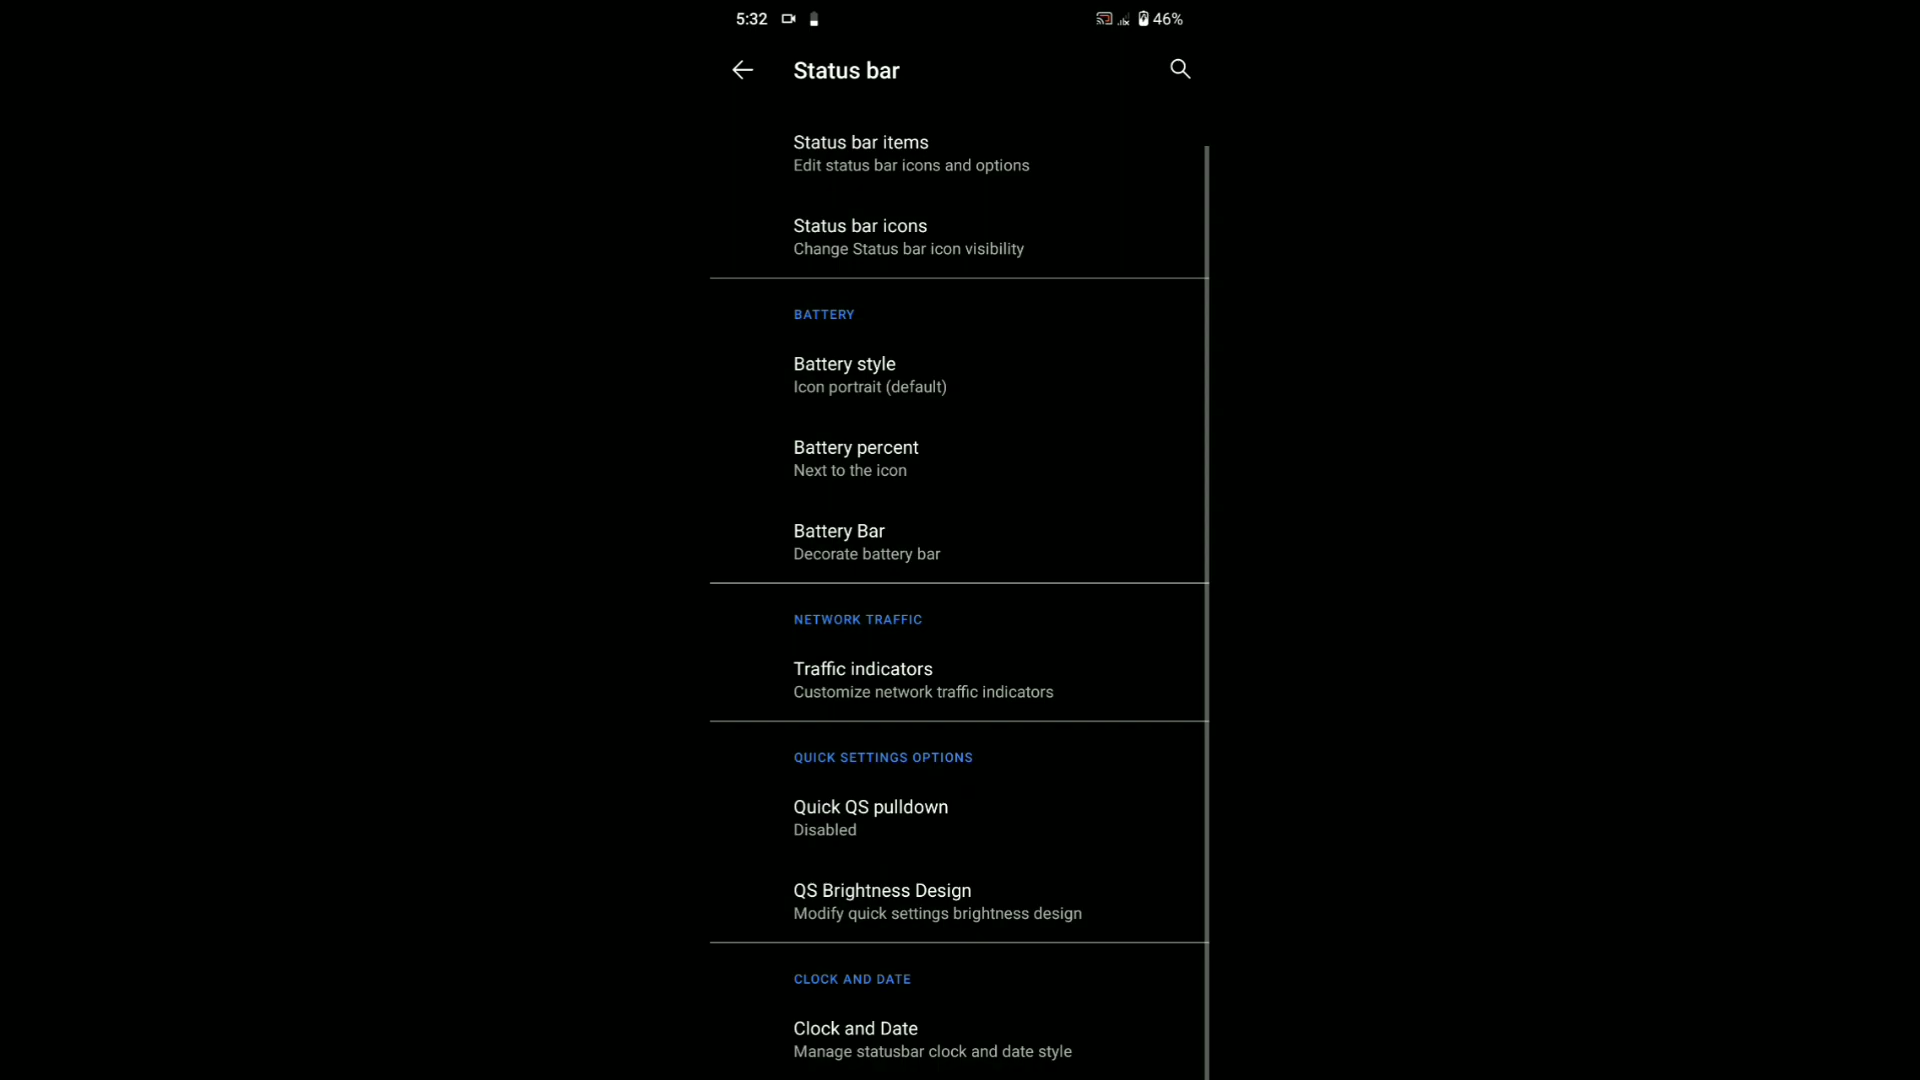 5:32 46%
Status bar
Status bar items
Edit status bar icons and options
Status bar icons
Change Status bar icon visibility
BATTERY
Battery style
Icon portrait (default)
Battery percent
Next to the icon
Battery Bar
Decorate battery bar
NETWORK TRAFFIC
Traffic indicators
Customize network traffic indicators
QUICK SETTINGS OPTIONS
Quick QS pulldown
Disabled
QS Brightness Design
Modify quick settings brightness design
CLOCK AND DATE
Clock and Date
Manage statusbar clock and date style